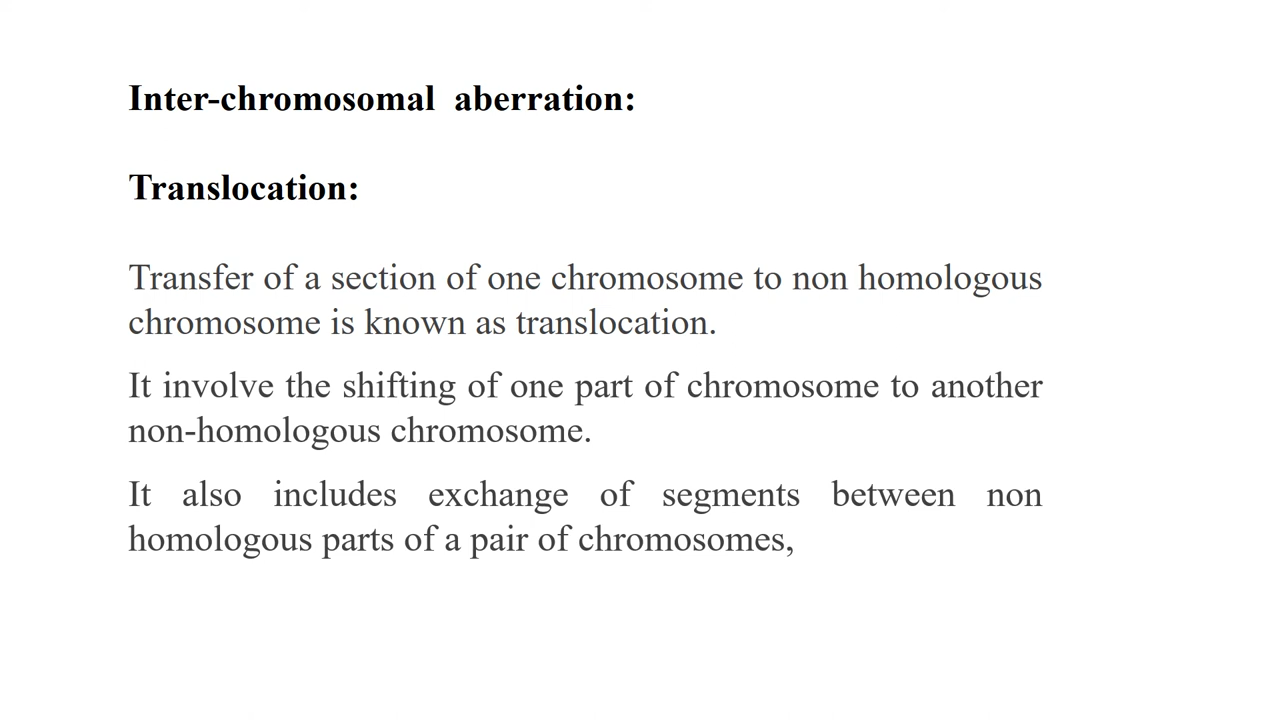 Inter-chromosomal aberration:
Translocation:
Transfer of a section of one chromosome to non homologous
chromosome is known as translocation.
It involve the shifting of one part of chromosome to another
non-homologous chromosome.
It also includes exchange of segments between non
homologous parts of a pair of chromosomes,